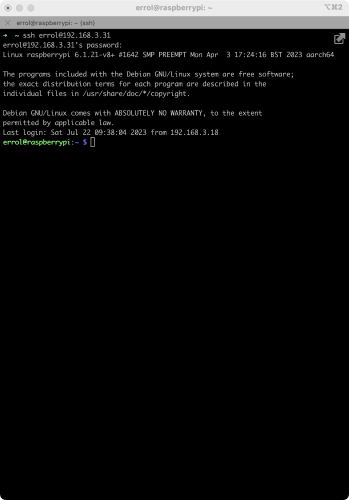 errol@raspberrypi: ~
⌥⌘2
errol@raspberrypi: ~ (ssh)
➜  ~ ssh errol@192.168.3.31
errol@192.168.3.31's password:
Linux raspberrypi 6.1.21-v8+ #1642 SMP PREEMPT Mon Apr  3 17:24:16 BST 2023 aarch64
The programs included with the Debian GNU/Linux system are free software;
the exact distribution terms for each program are described in the
individual files in /usr/share/doc/*/copyright.
Debian GNU/Linux comes with ABSOLUTELY NO WARRANTY, to the extent
permitted by applicable law.
Last login: Sat Jul 22 09:38:04 2023 from 192.168.3.18
errol@raspberrypi:~ $